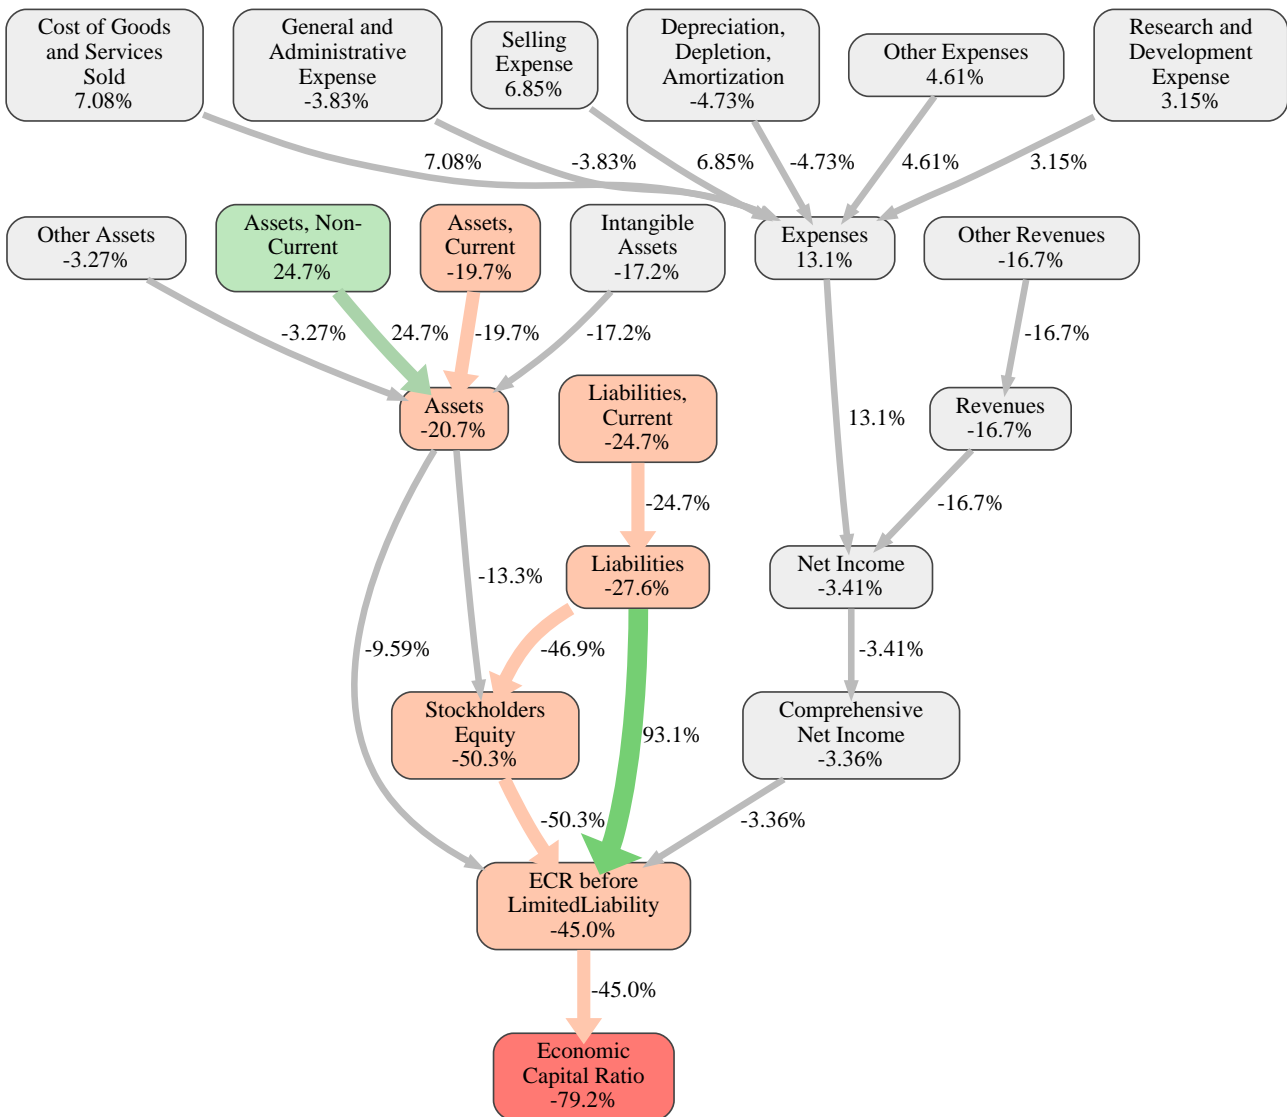 Cost of Goods
and Services
Sold
7.08%
General and
Administrative
Expense
-3.83%
Selling
Expense
6.85%
Depreciation,
Depletion,
Amortization
-4.73%
Other Expenses
4.61%
Research and
Development
Expense
3.15%
7.08%
-3.83%
6.85%
-4.73%
4.61%
3.15%
Other Assets
-3.27%
Assets, Non-
Current
24.7%
Assets,
Current
-19.7%
Intangible
Assets
-17.2%
Expenses
13.1%
Other Revenues
-16.7%
-3.27%
24.7%
-19.7%
-17.2%
-16.7%
Assets
-20.7%
Liabilities,
Current
-24.7%
13.1%
Revenues
-16.7%
-24.7%
-16.7%
-13.3%
Liabilities
-27.6%
Net Income
-3.41%
-9.59%
-46.9%
-3.41%
Stockholders
Equity
-50.3%
93.1%
Comprehensive
Net Income
-3.36%
-50.3%
-3.36%
ECR before
LimitedLiability
-45.0%
-45.0%
Economic
Capital Ratio
-79.2%